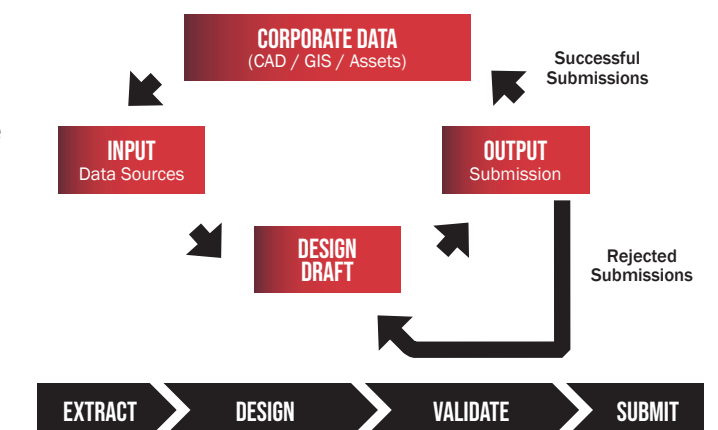 CORPORATE DATA
(CAD / GIS / Assets)
Successful
Submissions
INPUT
Data Sources
OUTPUT
Submission
DESIGN
DRAFT
Rejected
Submissions
EXTRACT
DESIGN
VALIDATE
SUBMIT